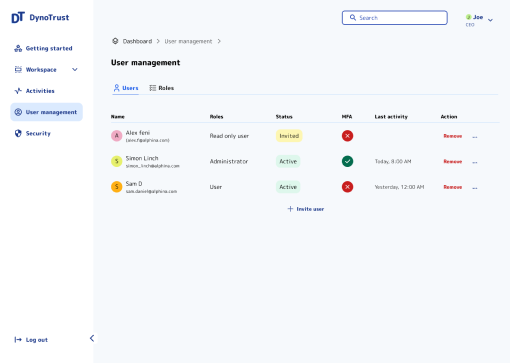 DT DynoTrust
Search
Joe
CEO
Getting started
Workspace
Activities
User management
Security
Log out
Dashboard > User management >
User management
Users
Roles
Name Roles Status MFA Last activity Action
A Alex feni Read only user Invited Remove ...
S Simon Linch Administrator Active Today, 8:00 AM Remove ...
simon_linch@alphina.com
S Sam D User Active Yesterday, 12:00 AM Remove ...
sam.daniel@alphina.com
+ Invite user